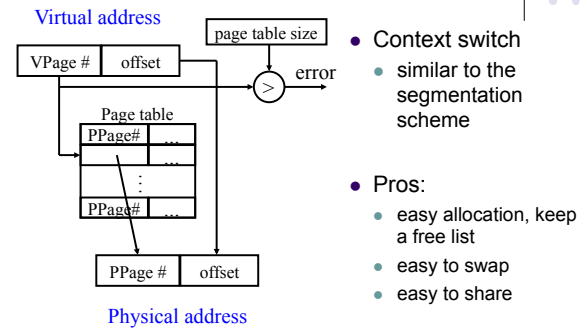 Virtual address
page table size
VPage # offset
error
>
Page table
PPage# ...
...
⋮
PPage# ...
PPage # offset
Physical address
● Context switch
● similar to the
segmentation
scheme
● Pros:
● easy allocation, keep
a free list
● easy to swap
● easy to share